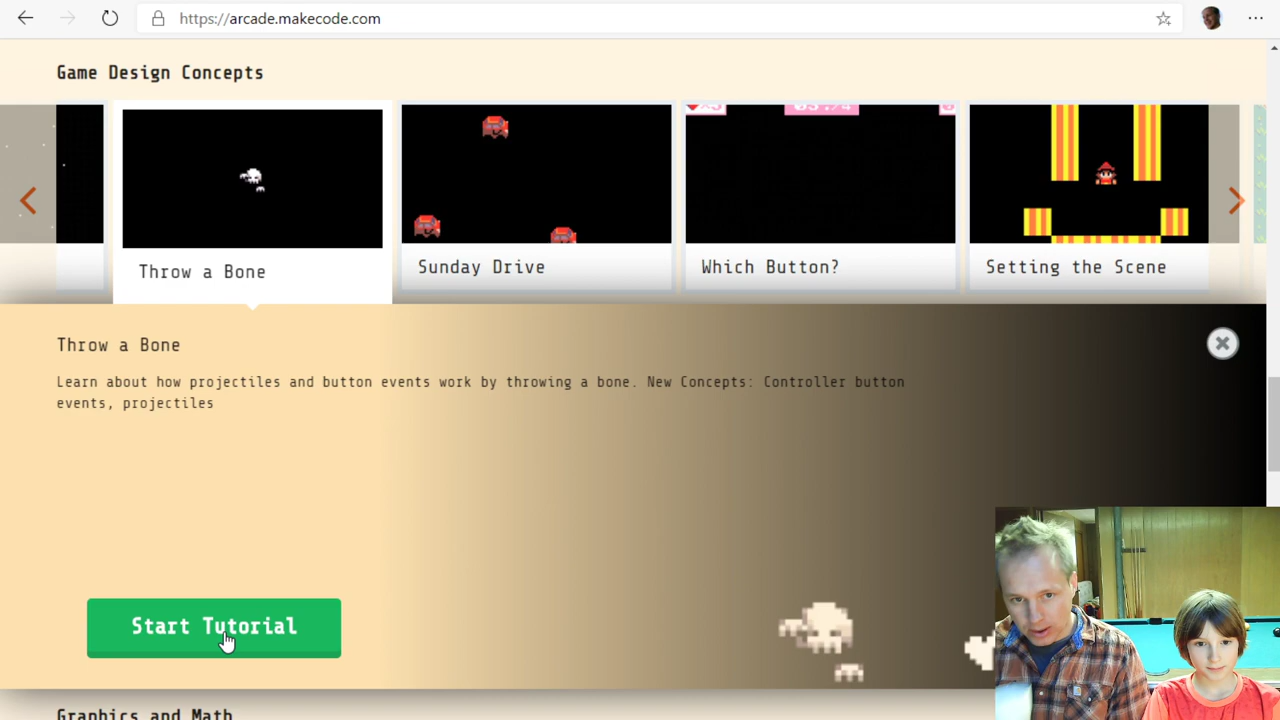 https://arcade.makecode.com
Game Design Concepts
Throw a Bone
Sunday Drive
Which Button?
Setting the Scene
Throw a Bone
Learn about how projectiles and button events work by throwing a bone. New Concepts: Controller button
events, projectiles
Start Tutorial
Graphics and Math